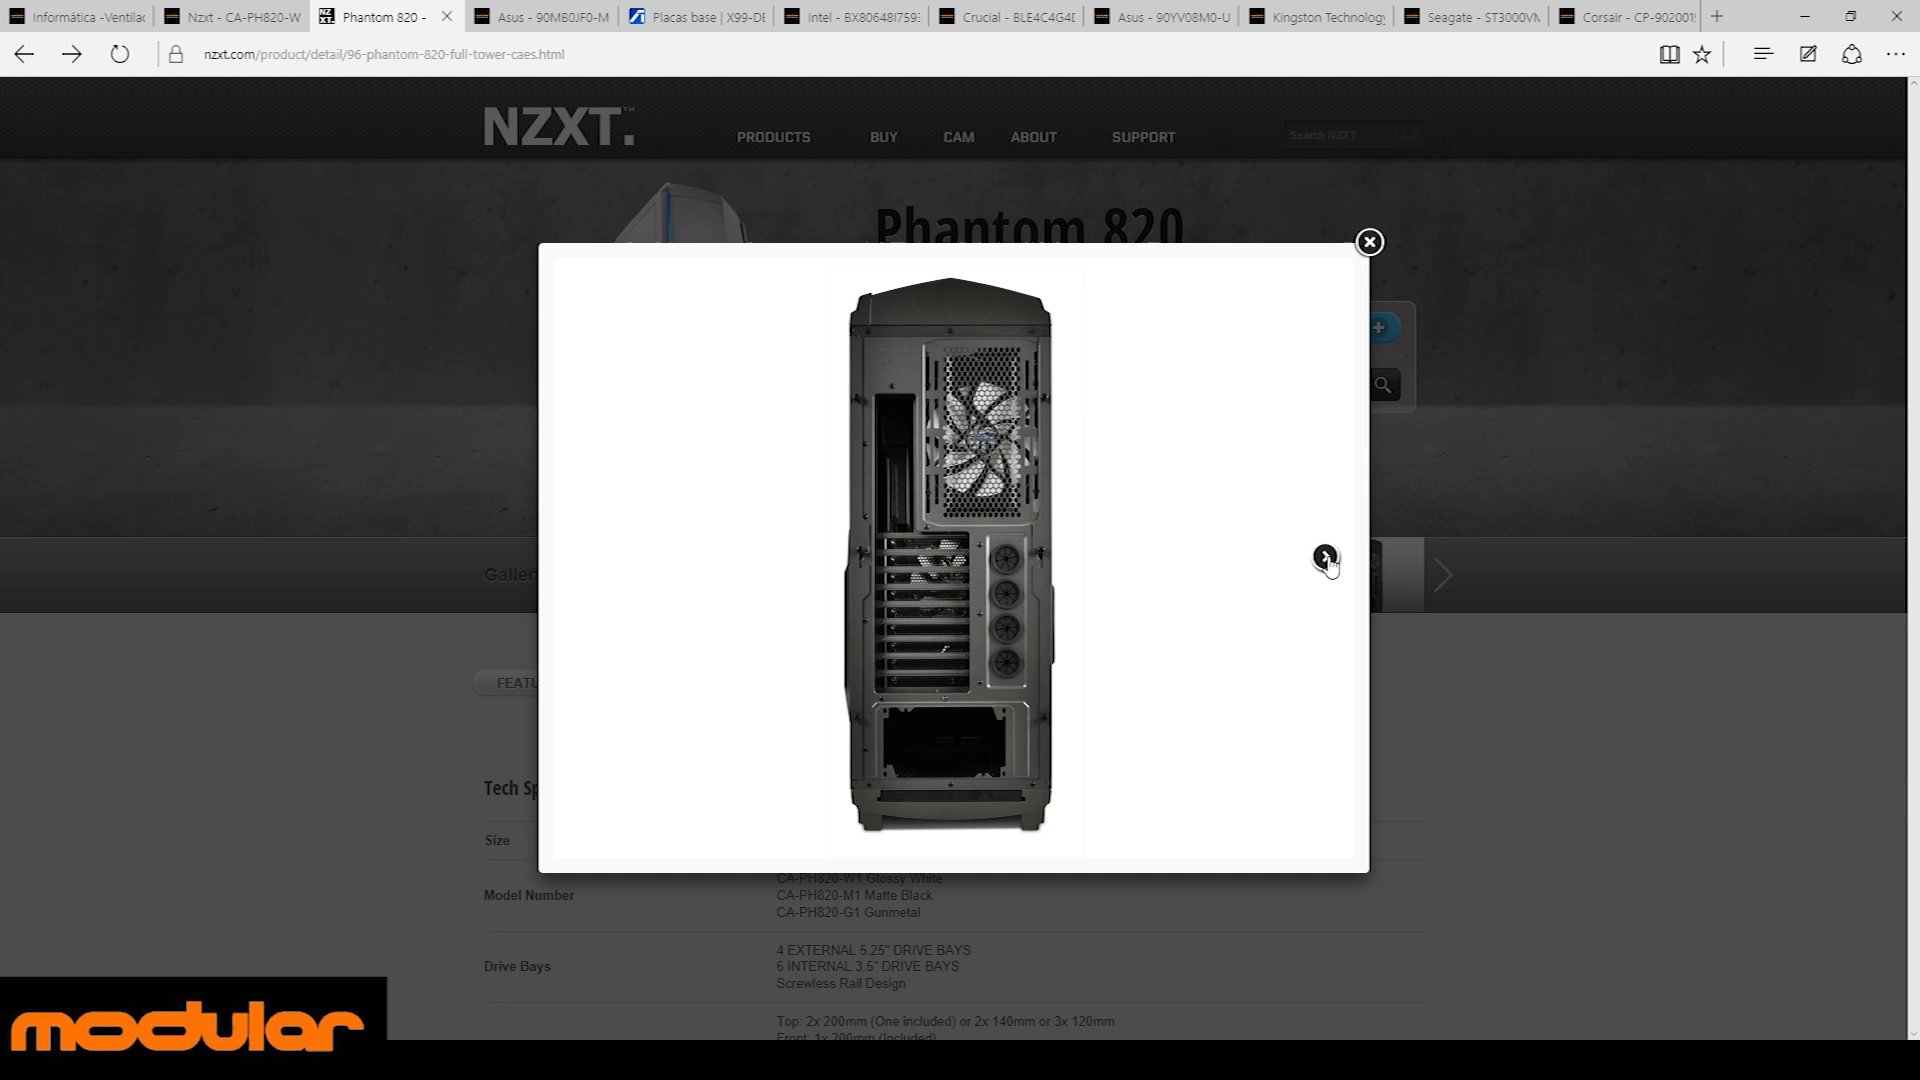 Informática -Ventilac
Nzxt - CA-PH820-W
Phantom 820 -
Asus - 90MB0JF0-M
Placas base | X99-DE
Intel - BX80648I759
Crucial - BLE4C4G4D
Asus - 90YV08M0-U
Kingston Technology
Seagate - ST3000VN
Corsair - CP-902001
nzxt.com/product/detail/96-phantom-820-full-tower-caes.html
NZXT.™
PRODUCTS
BUY
CAM
ABOUT
SUPPORT
Search NZXT
Phantom 820
Galler
FEATU
Tech Sp
Size
CA-PH820-W1 Glossy White
Model Number
CA-PH820-M1 Matte Black
CA-PH820-G1 Gunmetal
4 EXTERNAL 5.25" DRIVE BAYS
Drive Bays
6 INTERNAL 3.5" DRIVE BAYS
Screwless Rail Design
Top: 2x 200mm (One included) or 2x 140mm or 3x 120mm
Front: 1x 200mm (Included)
modular